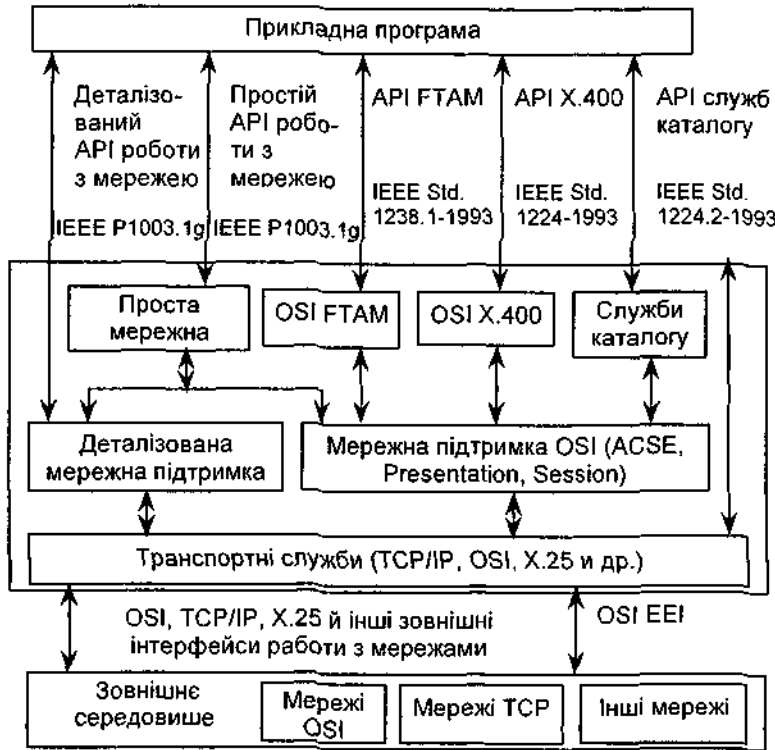 Прикладна програма
Деталізо-
ваний
API роботи
з мережею
Простій
API робо-
ти з
мережею
API FTAM
API X.400
API служб
каталогу
IEEE P1003.1g
IEEE P1003.1g
IEEE Std.
1238.1-1993
IEEE Std.
1224-1993
IEEE Std.
1224.2-1993
Проста
мережна
OSI FTAM
OSI X.400
Служби
каталогу
Деталізована
мережна підтримка
Мережна підтримка OSI (ACSE,
Presentation, Session)
Транспортні служби (TCP/IP, OSI, X.25 и др.)
OSI, TCP/IP, X.25 й інші зовнішні
інтерфейси работи з мережами
OSI EEI
Зовнішнє
середовише
Мережі
OSI
Мережі TCP
Інші мережі